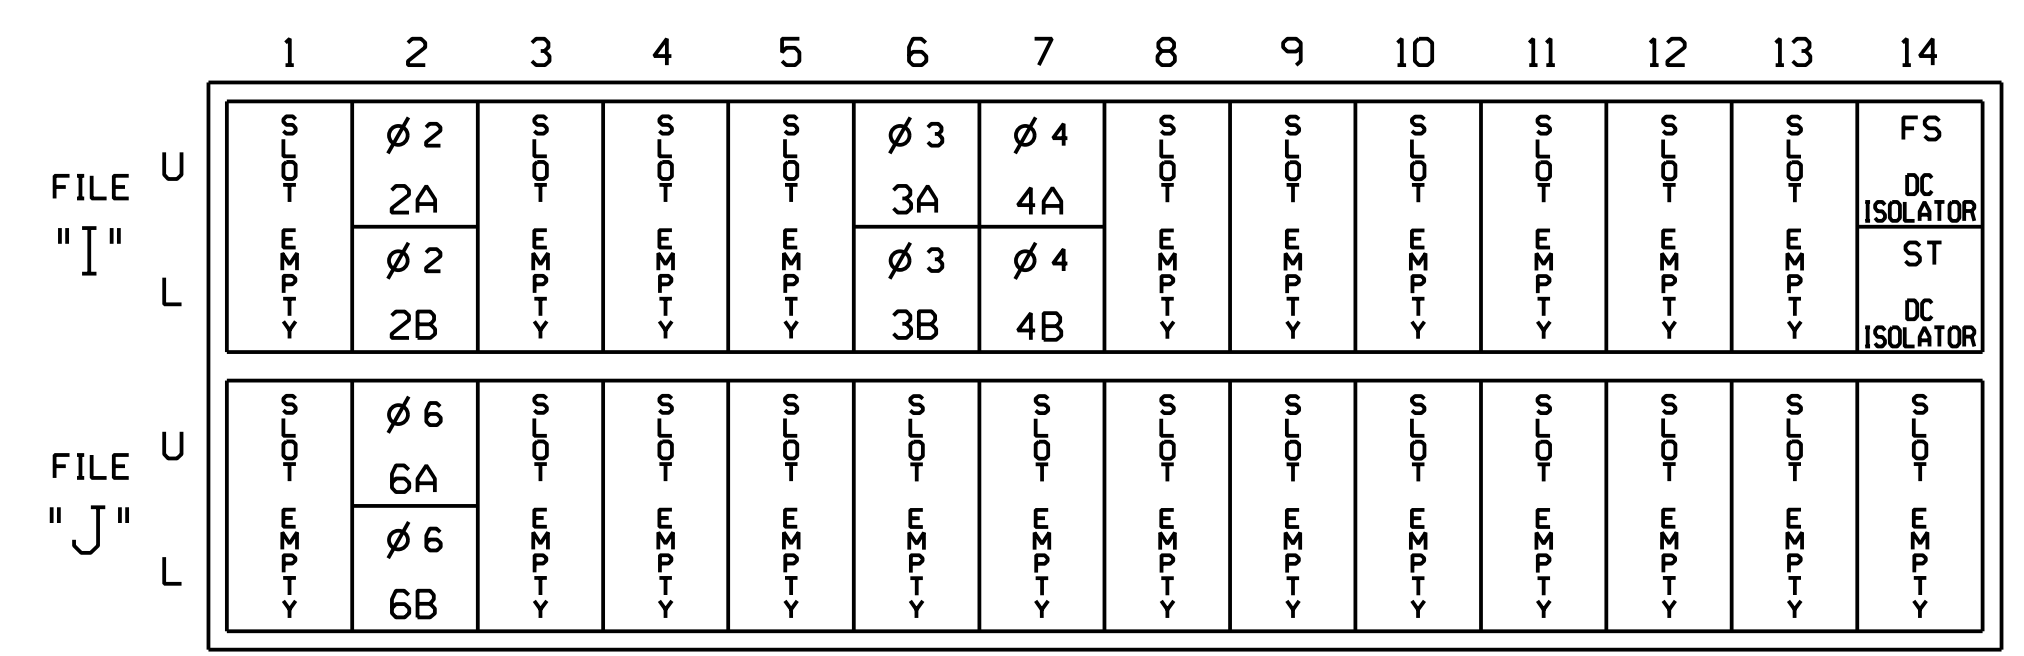 1 2 3 4 5 6 7 8 9 10 11 12 13 14
FILE "I"
U
L
SLOT EMPTY
Ø 2
2A
Ø 2
2B
SLOT EMPTY
SLOT EMPTY
SLOT EMPTY
Ø 3
3A
Ø 3
3B
Ø 4
4A
Ø 4
4B
SLOT EMPTY
SLOT EMPTY
SLOT EMPTY
SLOT EMPTY
SLOT EMPTY
SLOT EMPTY
FS
DC
ISOLATOR
ST
DC
ISOLATOR
FILE "J"
U
L
SLOT EMPTY
Ø 6
6A
Ø 6
6B
SLOT EMPTY
SLOT EMPTY
SLOT EMPTY
SLOT EMPTY
SLOT EMPTY
SLOT EMPTY
SLOT EMPTY
SLOT EMPTY
SLOT EMPTY
SLOT EMPTY
SLOT EMPTY
SLOT EMPTY